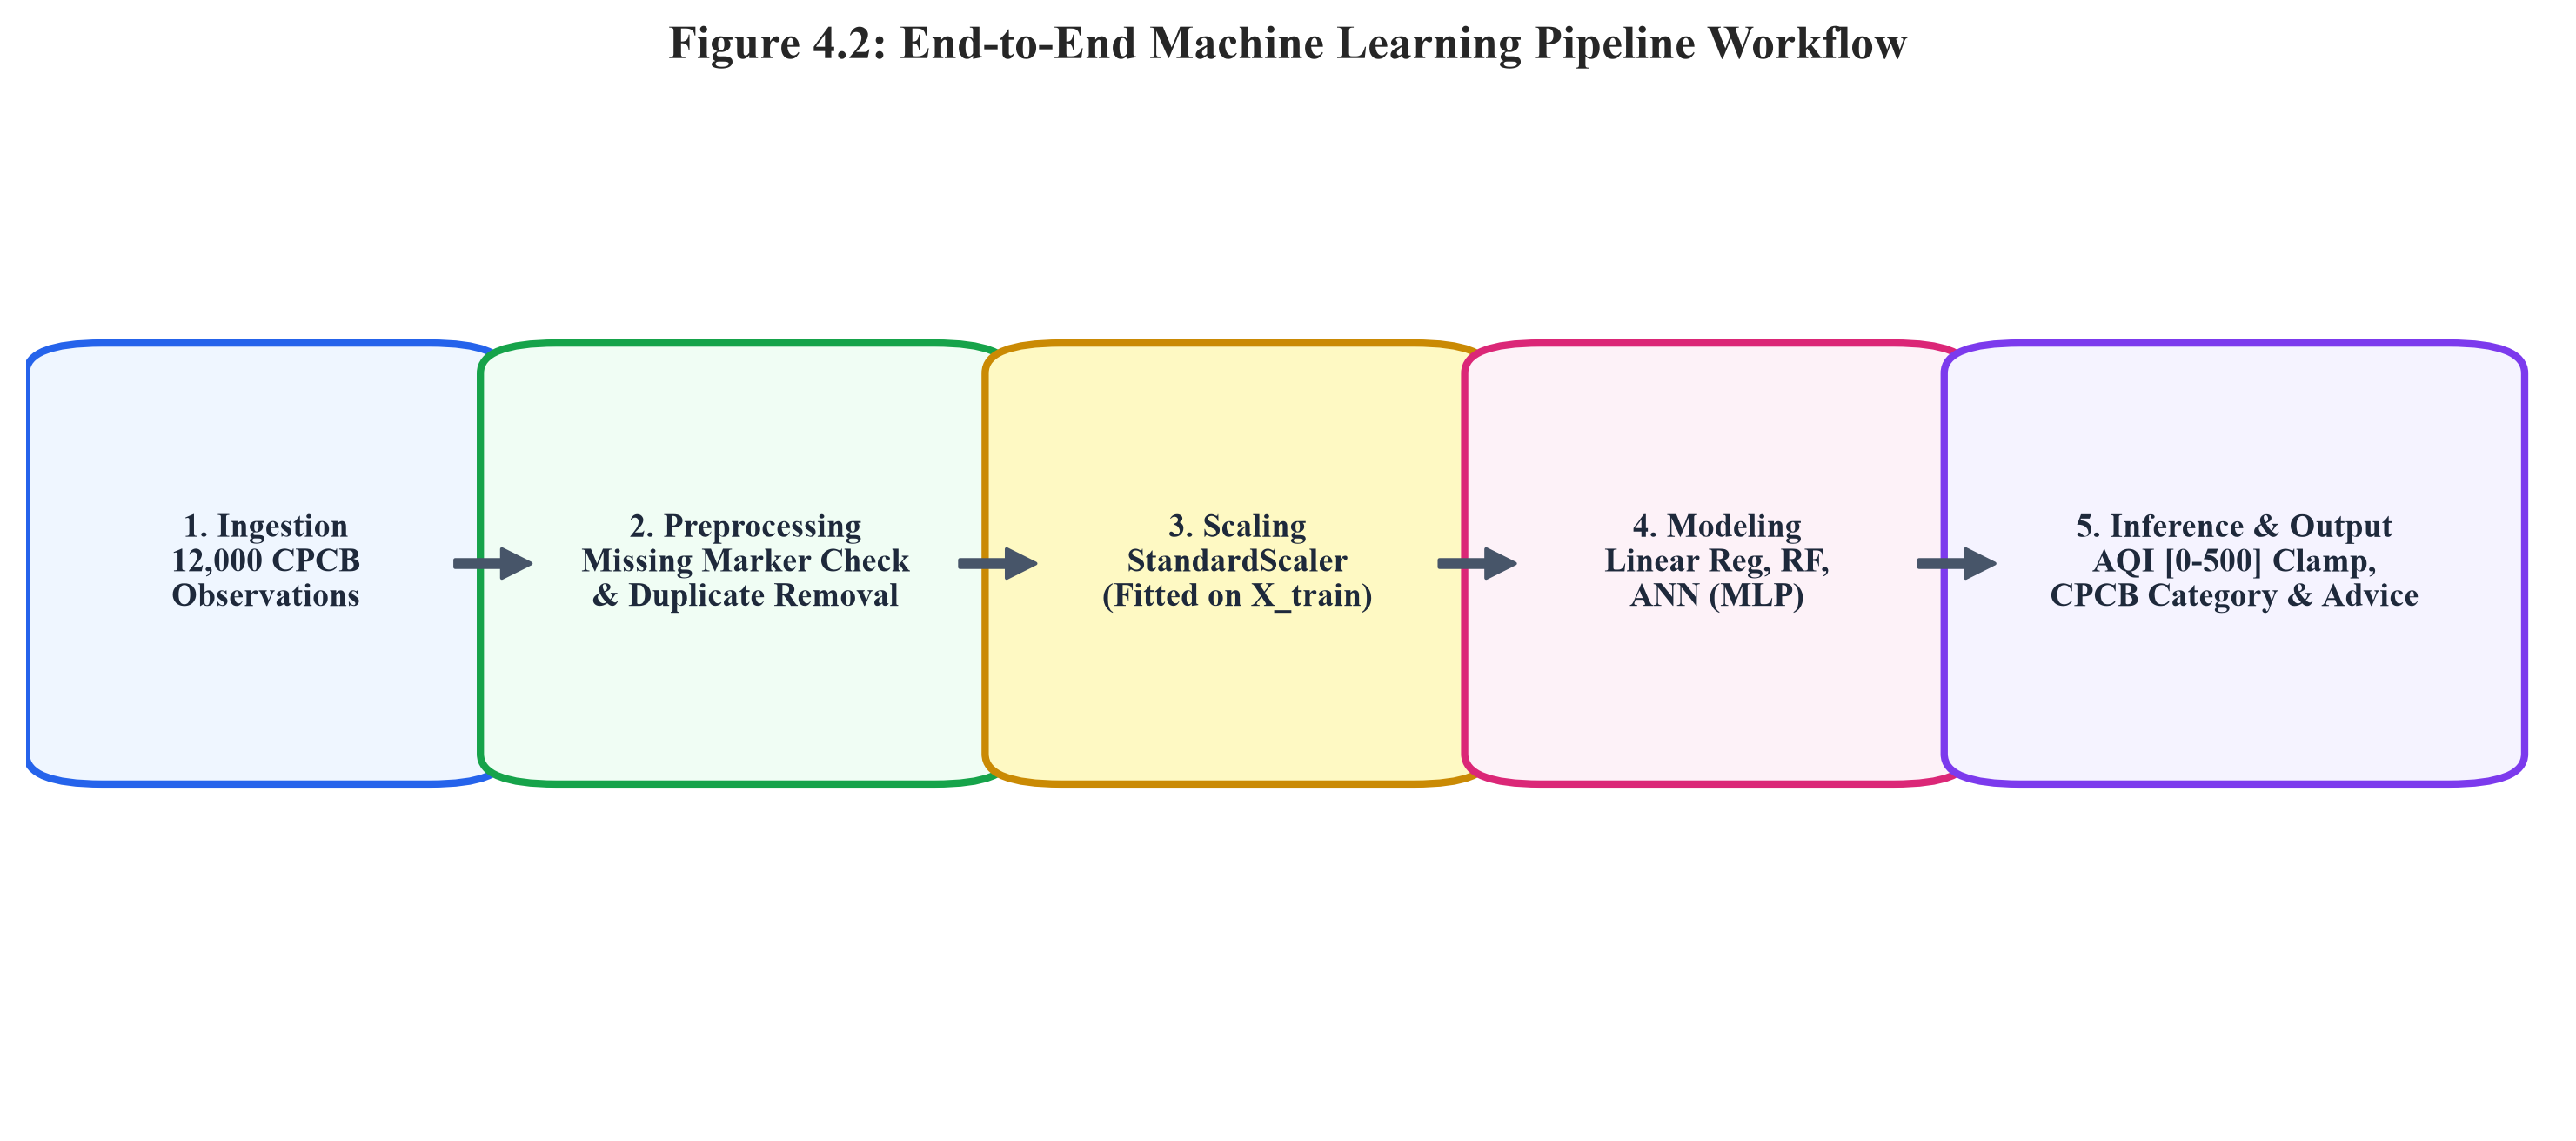 Figure 4.2: End-to-End Machine Learning Pipeline Workflow
1. Ingestion
12,000 CPCB
Observations
2. Preprocessing
Missing Marker Check
& Duplicate Removal
3. Scaling
StandardScaler
(Fitted on X_train)
4. Modeling
Linear Reg, RF,
ANN (MLP)
5. Inference & Output
AQI [0-500] Clamp,
CPCB Category & Advice